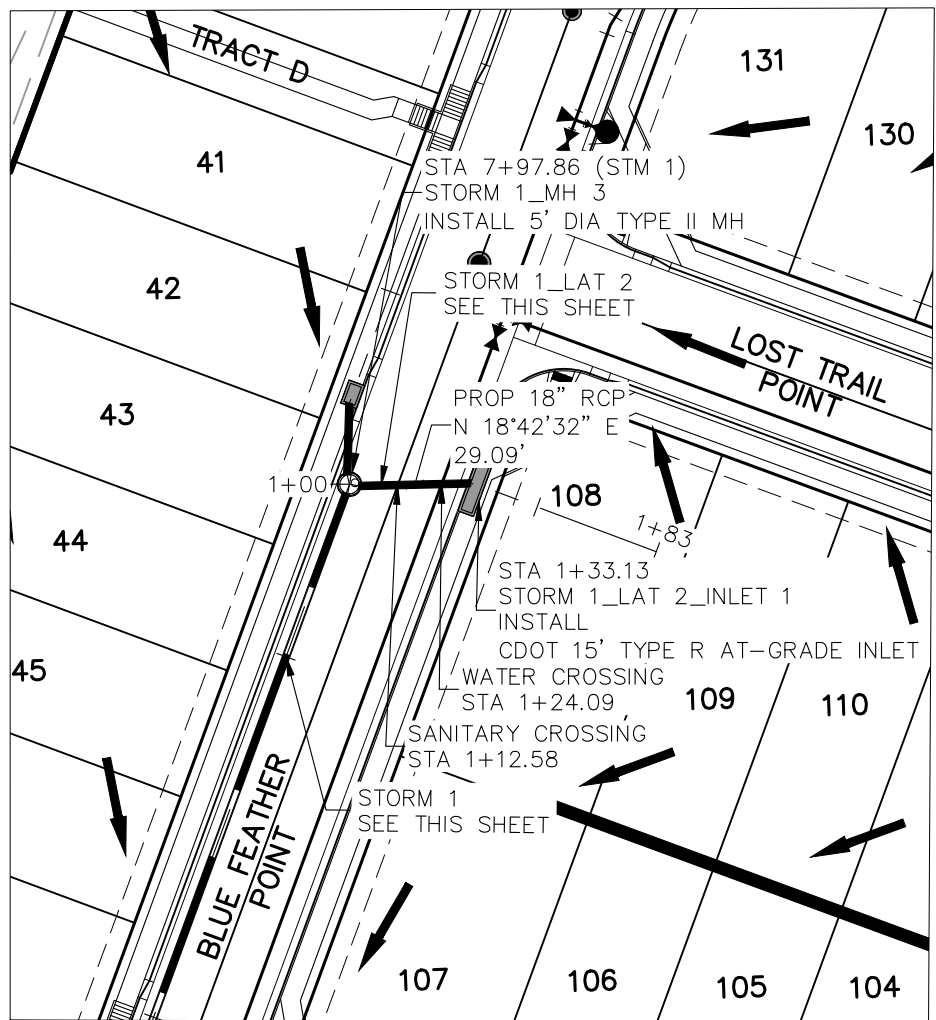 TRACT D
131
130
41
STA 7+97.86 (STM 1)
STORM 1_MH 3
INSTALL 5' DIA TYPE II MH
42
STORM 1_LAT 2
SEE THIS SHEET
LOST TRAIL
POINT
43
PROP 18" RCP
N 18°42'32" E
29.09'
1+00
108
1+83
44
STA 1+33.13
STORM 1_LAT 2_INLET 1
INSTALL
CDOT 15' TYPE R AT-GRADE INLET
45
WATER CROSSING
STA 1+24.09
109
110
SANITARY CROSSING
STA 1+12.58
STORM 1
SEE THIS SHEET
BLUE FEATHER
POINT
107
106
105
104